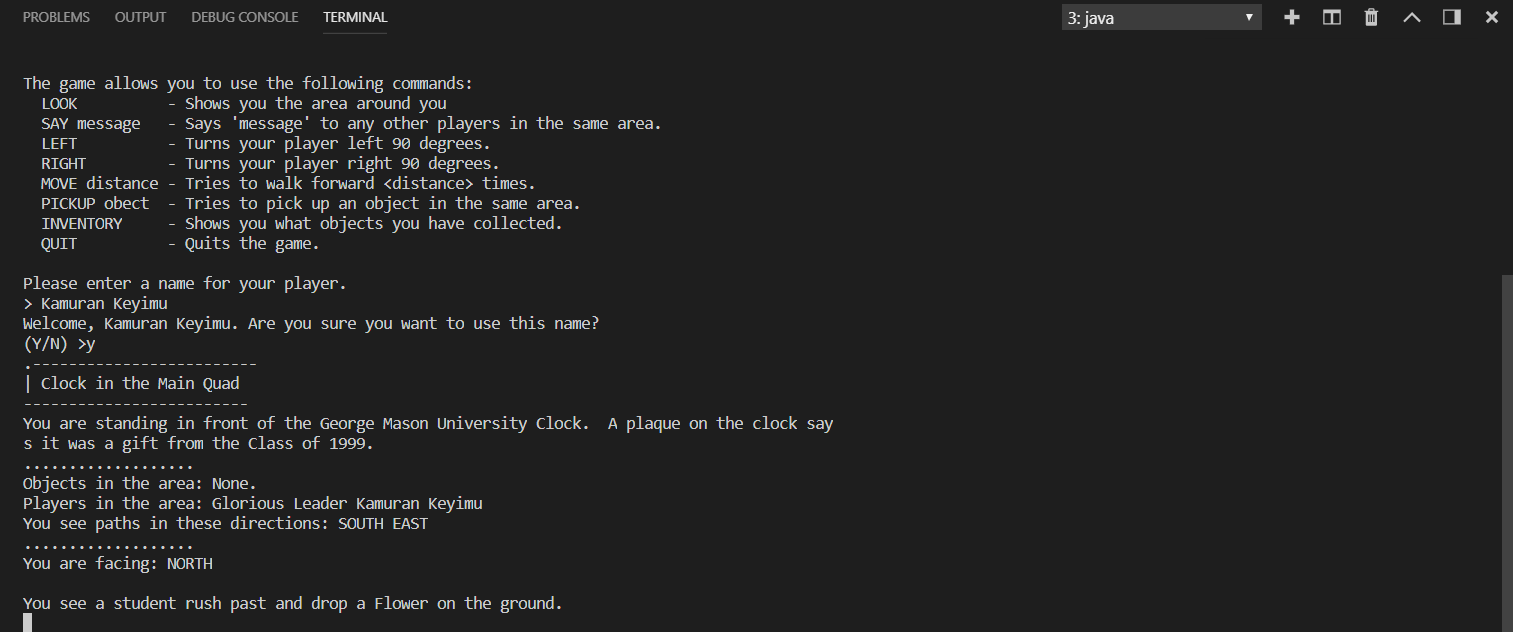 PROBLEMS OUTPUT DEBUG CONSOLE TERMINAL 3: java
The game allows you to use the following commands:
LOOK - Shows you the area around you
SAY message - Says 'message' to any other players in the same area.
LEFT - Turns your player left 90 degrees.
RIGHT - Turns your player right 90 degrees.
MOVE distance - Tries to walk forward <distance> times.
PICKUP obect - Tries to pick up an object in the same area.
INVENTORY - Shows you what objects you have collected.
QUIT - Quits the game.
Please enter a name for your player.
> Kamuran Keyimu
Welcome, Kamuran Keyimu. Are you sure you want to use this name?
(Y/N) >y
.-------------------------
| Clock in the Main Quad
-------------------------
You are standing in front of the George Mason University Clock.  A plaque on the clock say
s it was a gift from the Class of 1999.
...................
Objects in the area: None.
Players in the area: Glorious Leader Kamuran Keyimu
You see paths in these directions: SOUTH EAST
...................
You are facing: NORTH
You see a student rush past and drop a Flower on the ground.